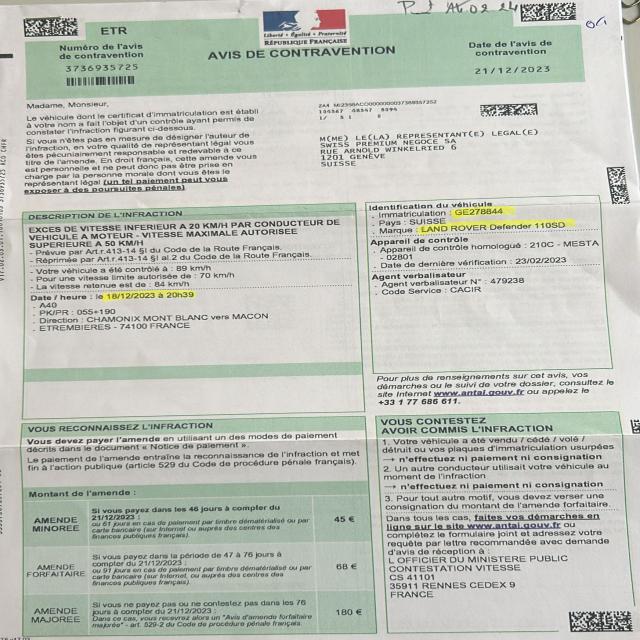 ETR
Numéro de l'avis
de contravention
3736935725
Liberté • Égalité • Fraternité
RÉPUBLIQUE FRANÇAISE
AVIS DE CONTRAVENTION
Date de l'avis de
contravention
21/12/2023
Madame, Monsieur,
Le véhicule dont le certificat d'immatriculation est établi
à votre nom a fait l'objet d'un contrôle ayant permis de
constater l'infraction figurant ci-dessous.
Si vous n'êtes pas en mesure de désigner l'auteur de
l'infraction, en votre qualité de représentant légal vous
êtes pécuniairement responsable et redevable à ce
titre de l'amende. En droit français, cette amende vous
est personnelle et ne peut donc pas être prise en
charge par la personne morale dont vous êtes le
représentant légal (un tel paiement peut vous
exposer à des poursuites pénales).
M(ME) LE(LA) REPRESENTANT(E) LEGAL(E)
SWISS PREMIUM NEGOCE SA
RUE ARNOLD WINKELRIED 6
1201 GENÈVE
SUISSE
DESCRIPTION DE L'INFRACTION
EXCES DE VITESSE INFERIEUR A 20 KM/H PAR CONDUCTEUR DE
VEHICULE A MOTEUR - VITESSE MAXIMALE AUTORISEE
SUPERIEURE A 50 KM/H
- Prévue par Art.r.413-14 §I du Code de la Route Français.
- Réprimée par Art.r.413-14 §I al.2 du Code de la Route Français.
- Votre véhicule a été contrôlé à : 89 km/h
- Pour une vitesse limite autorisée de : 70 km/h
- La vitesse retenue est de : 84 km/h
Date / heure : le 18/12/2023 à 20h39
- A40
- PK/PR : 055+190
- Direction : CHAMONIX MONT BLANC vers MACON
- ETREMBIERES - 74100 FRANCE
Identification du véhicule
- Immatriculation : GE278844
- Pays : SUISSE
- Marque : LAND ROVER Defender 110SD
Appareil de contrôle
- Appareil de contrôle homologué : 210C - MESTA
- 02801
- Date de dernière vérification : 23/02/2023
Agent verbalisateur
- Agent verbalisateur N° : 479238
- Code Service : CACIR
Pour plus de renseignements sur cet avis, vos
démarches ou le suivi de votre dossier, consultez le
site Internet www.antai.gouv.fr ou appelez le
+33 1 77 686 611.
VOUS RECONNAISSEZ L'INFRACTION
Vous devez payer l'amende en utilisant un des modes de paiement
décrits dans le document « Notice de paiement ».
Le paiement de l'amende entraîne la reconnaissance de l'infraction et met
fin à l'action publique (article 529 du Code de procédure pénale français).
Montant de l'amende :
AMENDE
MINOREE
Si vous payez dans les 46 jours à compter du
21/12/2023 :
ou 61 jours en cas de paiement par timbre dématérialisé ou par
carte bancaire (sur Internet, ou auprès des centres des
finances publiques français).
45 €
AMENDE
FORFAITAIRE
Si vous payez dans la période de 47 à 76 jours à
compter du 21/12/2023 :
ou 91 jours en cas de paiement par timbre dématérialisé ou par
carte bancaire (sur Internet, ou auprès des centres des finances
publiques français).
68 €
AMENDE
MAJOREE
Si vous ne payez pas ou ne contestez pas dans les 76
jours à compter du 21/12/2023 :
Dans ce cas, vous recevrez alors un "Avis d'amende forfaitaire
majorée" - art. 529-2 du Code de procédure pénale français.
180 €
VOUS CONTESTEZ
AVOIR COMMIS L'INFRACTION
1. Votre véhicule a été vendu / cédé / volé /
détruit ou vos plaques d'immatriculation usurpées
→ n'effectuez ni paiement ni consignation
2. Un autre conducteur utilisait votre véhicule au
moment de l'infraction
→ n'effectuez ni paiement ni consignation
3. Pour tout autre motif, vous devez verser une
consignation du montant de l'amende forfaitaire.
Dans tous les cas, faites vos démarches en
ligne sur le site www.antai.gouv.fr ou
complétez le formulaire joint et adressez votre
requête par lettre recommandée avec demande
d'avis de réception à :
L OFFICIER DU MINISTERE PUBLIC
CONTESTATION VITESSE
CS 41101
35911 RENNES CEDEX 9
FRANCE